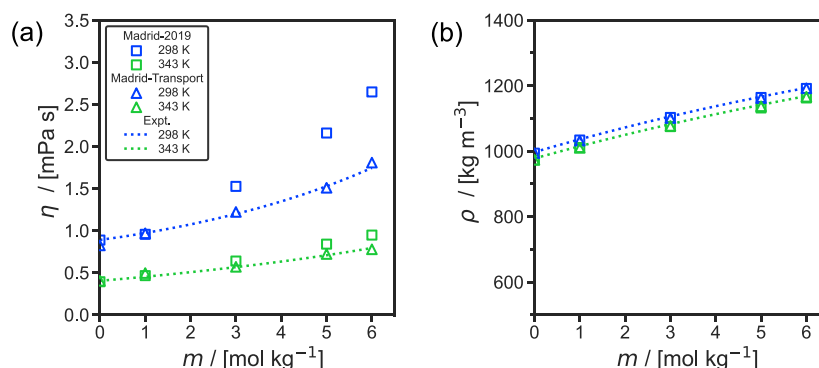 (a)
3.5
3.0
2.5
2.0
1.5
1.0
0.5
0.0
η / [mPa s]
Madrid-2019
298 K
343 K
Madrid-Transport
298 K
343 K
Expt.
298 K
343 K
0 1 2 3 4 5 6
m / [mol kg⁻¹]
(b)
1400
1200
1000
800
600
ρ / [kg m⁻³]
0 1 2 3 4 5 6
m / [mol kg⁻¹]